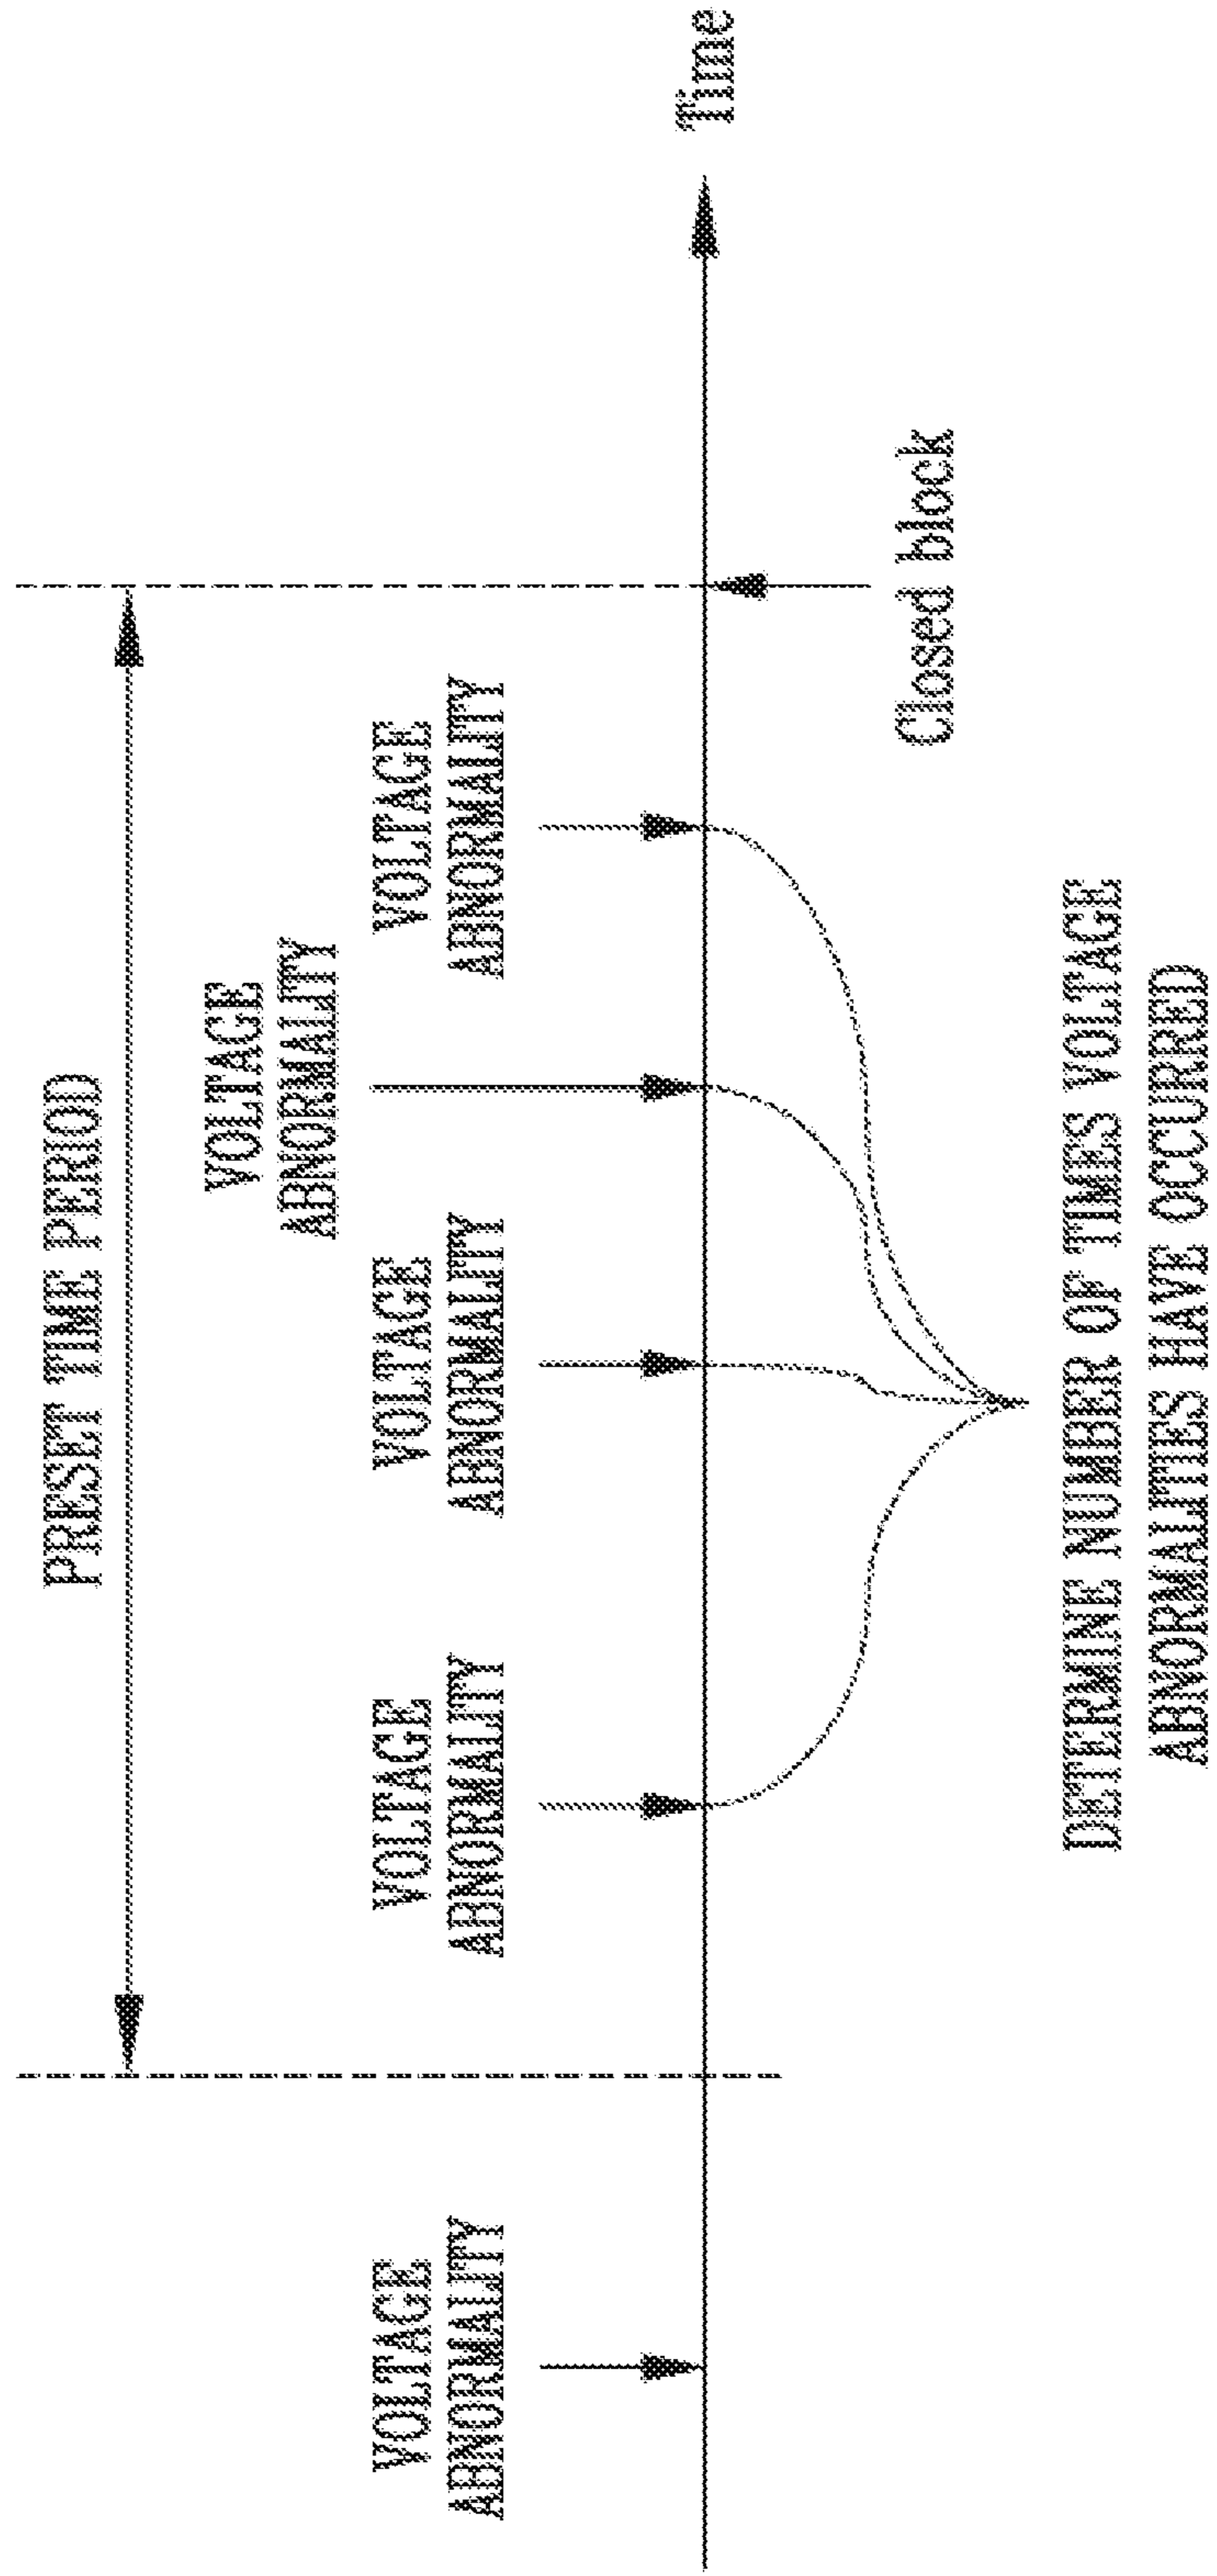 PRESET TIME PERIOD
VOLTAGE
ABNORMALITY
VOLTAGE
ABNORMALITY
VOLTAGE
ABNORMALITY
VOLTAGE
ABNORMALITY
VOLTAGE
ABNORMALITY
Time
Closed block
DETERMINE NUMBER OF TIMES VOLTAGE
ABNORMALITIES HAVE OCCURRED